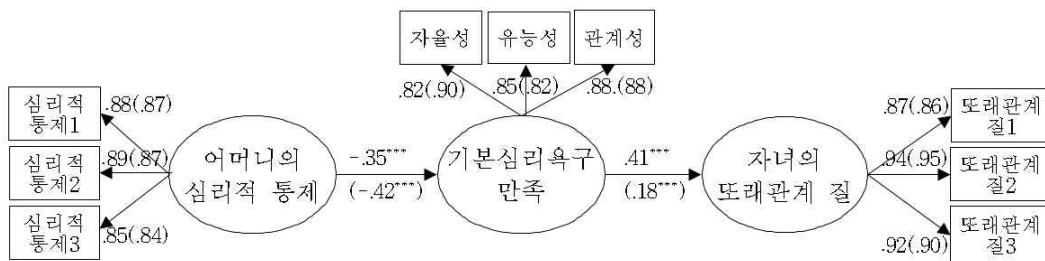 자율성
유능성
관계성
.82(.90)
.85(.82)
.88.(88)
심리적
통제1
.88(.87)
심리적
통제2
.89(.87)
심리적
통제3
.85(.84)
어머니의
심리적 통제
-.35***
(-.42***)
기본심리욕구
만족
.41***
(.18***)
자녀의
또래관계 질
.87(.86)
또래관계
질1
.94(.95)
또래관계
질2
.92(.90)
또래관계
질3